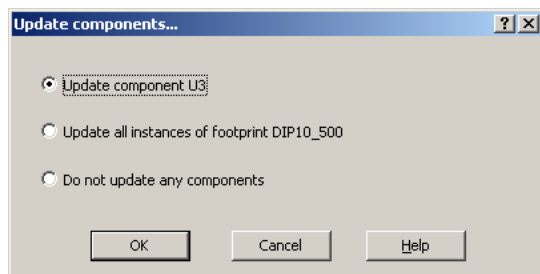 Update components...
Update component U3
Update all instances of footprint DIP10_500
Do not update any components
OK Cancel Help